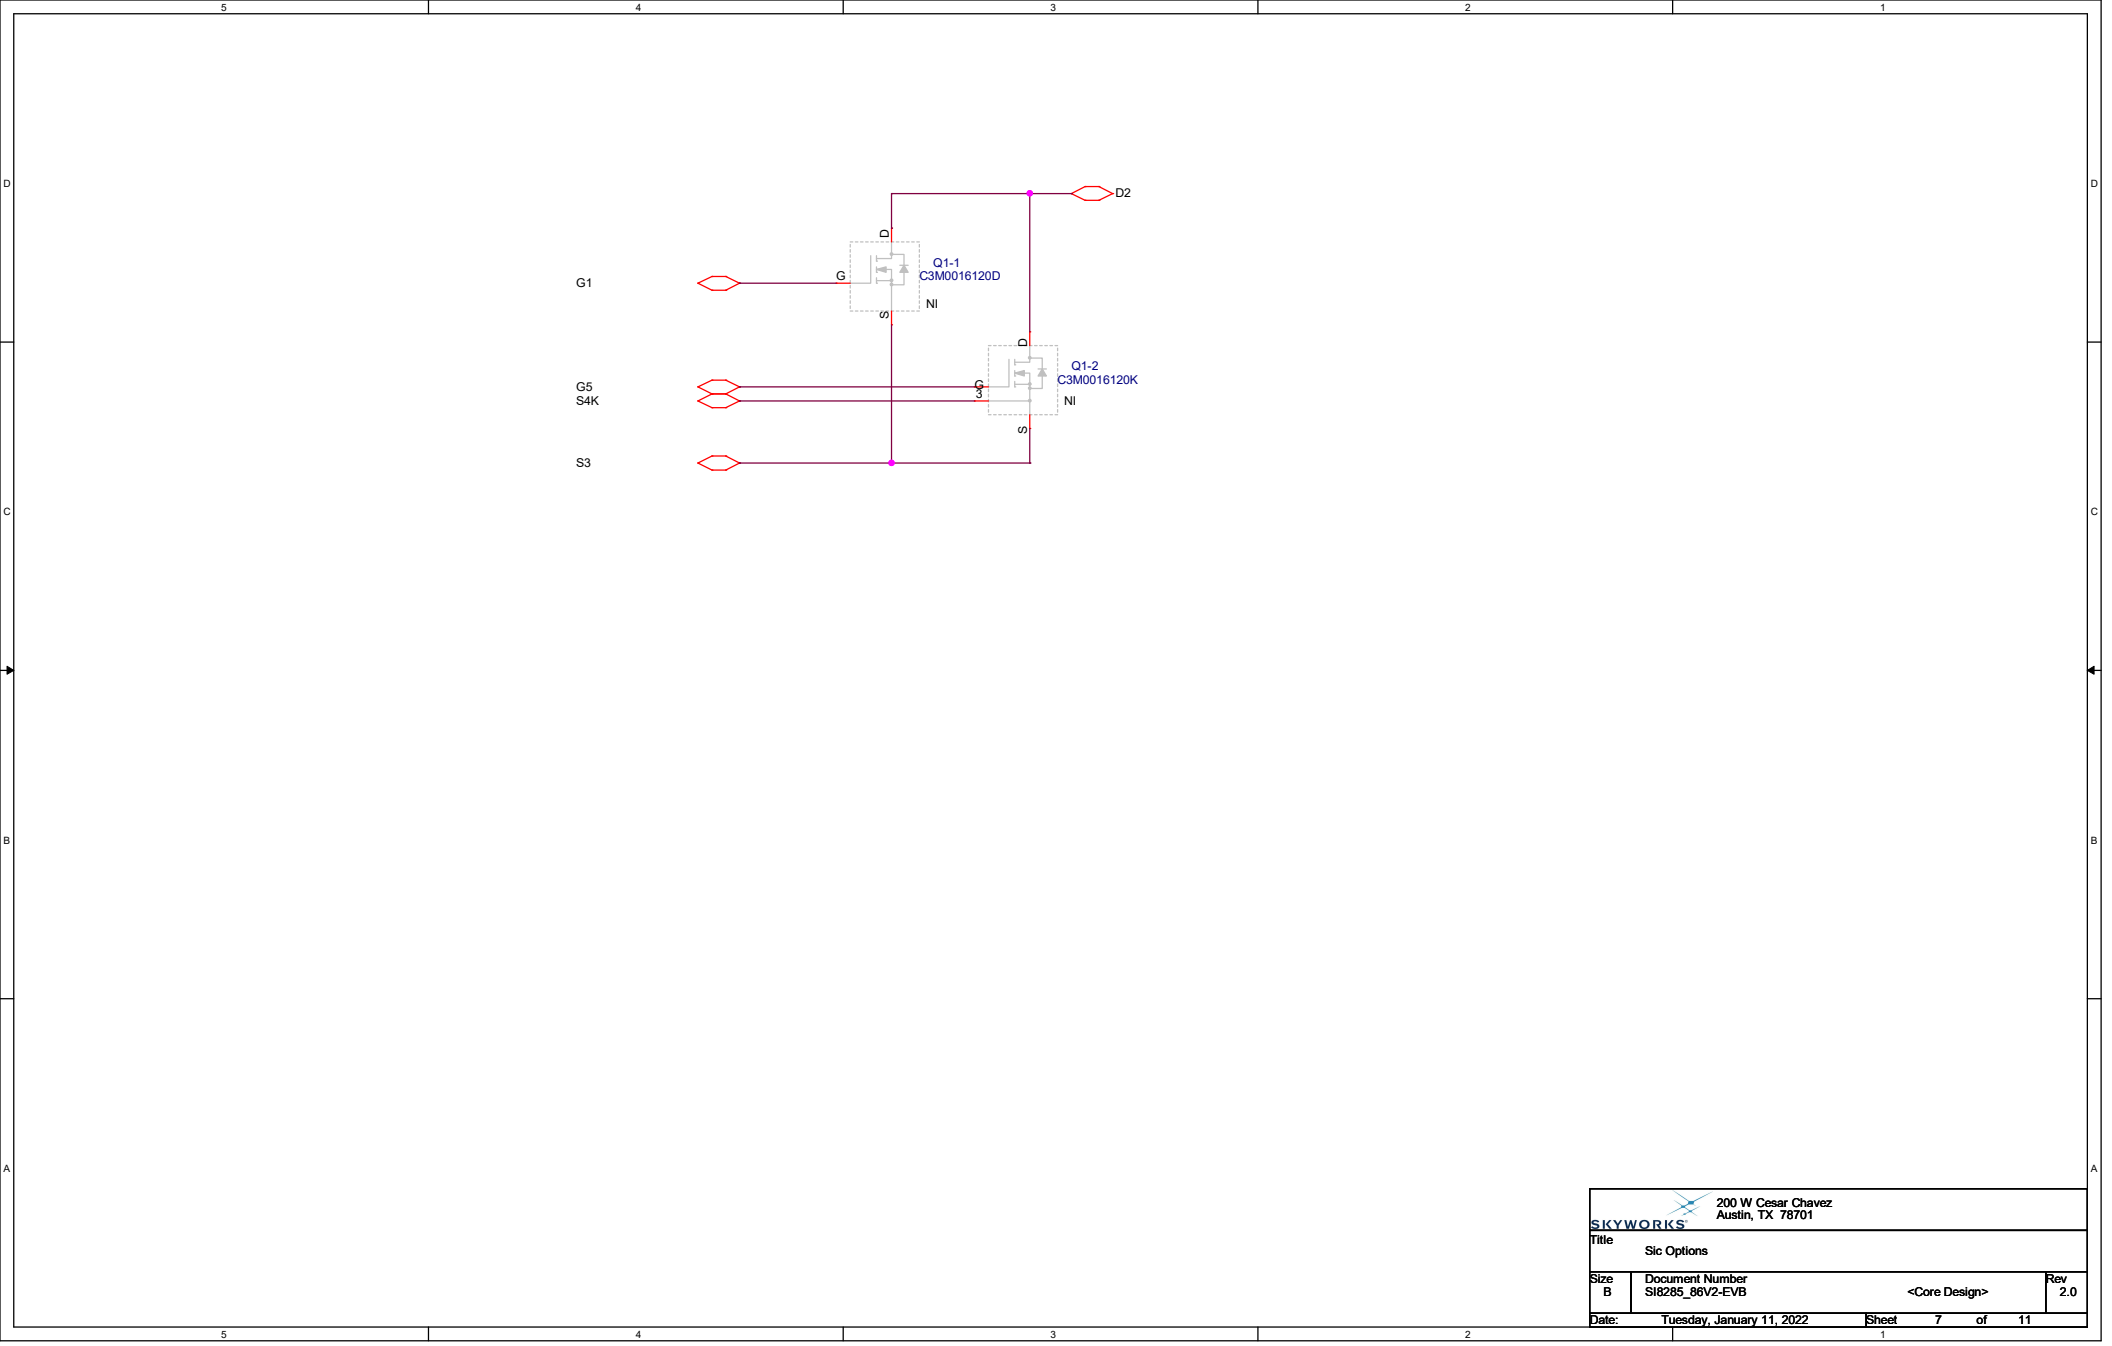 5 4 3 2 1
D D
D2
D
Q1-1
G C3M0016120D
G1
NI
S
D
Q1-2
G5 G C3M0016120K
S4K 3 NI
S
S3
C C
B B
A A
200 W Cesar Chavez
Austin, TX 78701
SKYWORKS
Title
Sic Options
Size Document Number Rev
B SI8285_86V2-EVB <Core Design> 2.0
Date: Tuesday, January 11, 2022 Sheet 7 of 11
5 4 3 2 1